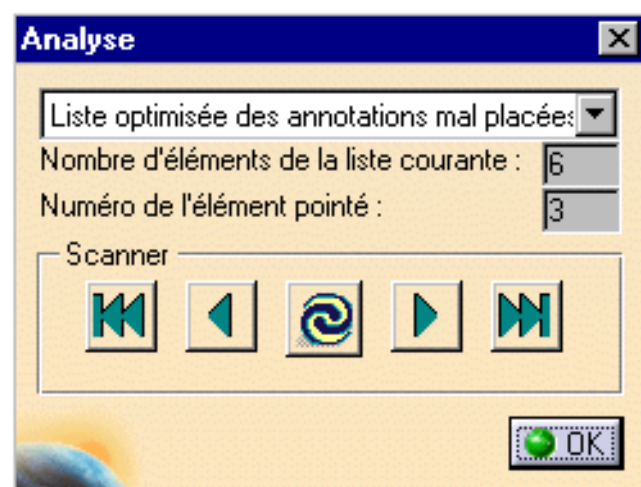 Analyse
Liste optimisée des annotations mal placées
Nombre d'éléments de la liste courante : 6
Numéro de l'élément pointé : 3
Scanner
OK